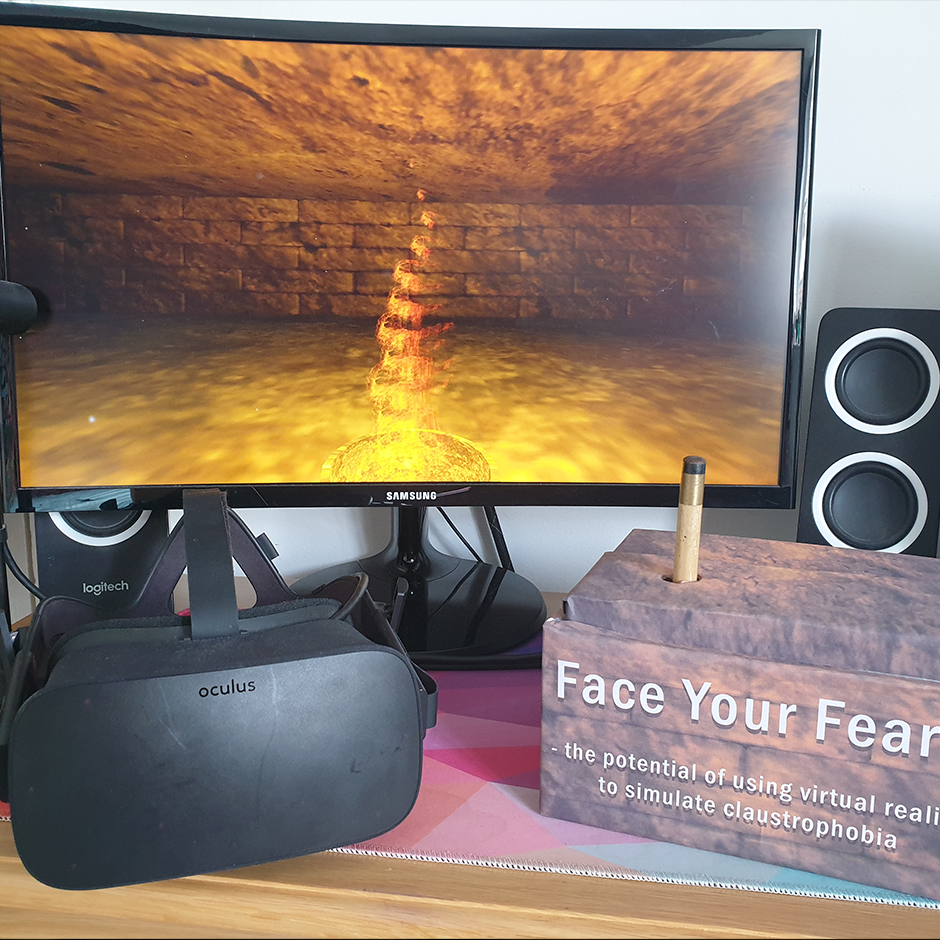 SAMSUNG
logitech
oculus
Face Your Fear
- the potential of using virtual reali
to simulate claustrophobia